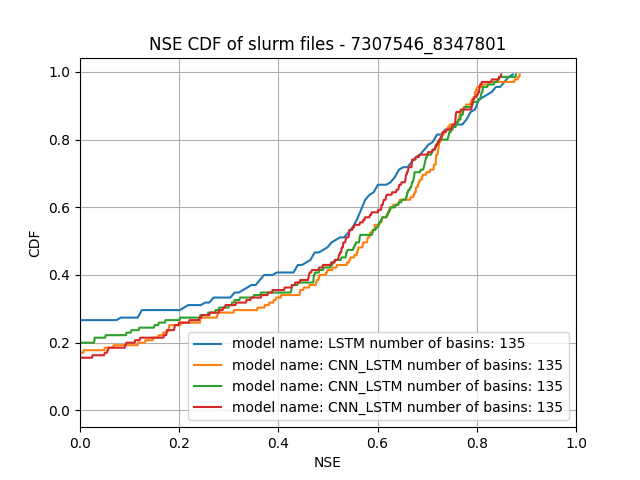 NSE CDF of slurm files - 7307546_8347801
CDF
1.0
0.8
0.6
0.4
0.2
0.0
model name: LSTM number of basins: 135
model name: CNN_LSTM number of basins: 135
model name: CNN_LSTM number of basins: 135
model name: CNN_LSTM number of basins: 135
0.0 0.2 0.4 0.6 0.8 1.0
NSE